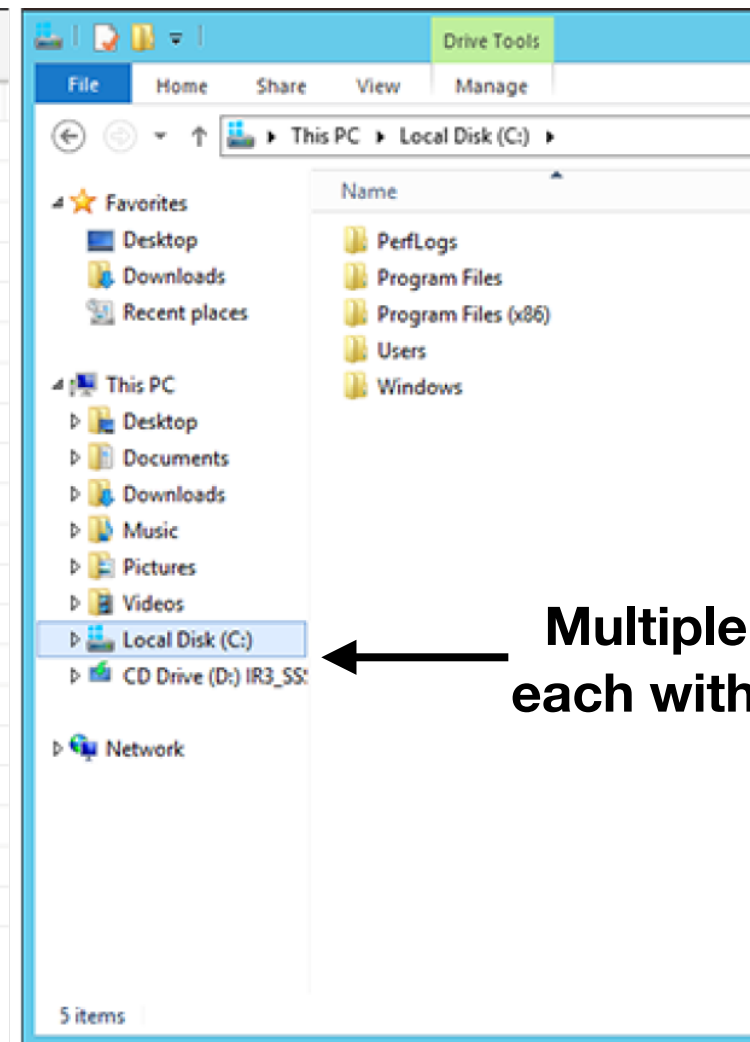 Drive Tools
File Home Share View Manage
This PC Local Disk (C:)
Favorites
Desktop
Downloads
Recent places
This PC
Desktop
Documents
Downloads
Music
Pictures
Videos
Local Disk (C:)
CD Drive (D:) IR3_SS
Network
Name
PerfLogs
Program Files
Program Files (x86)
Users
Windows
Multiple
each with
5 items